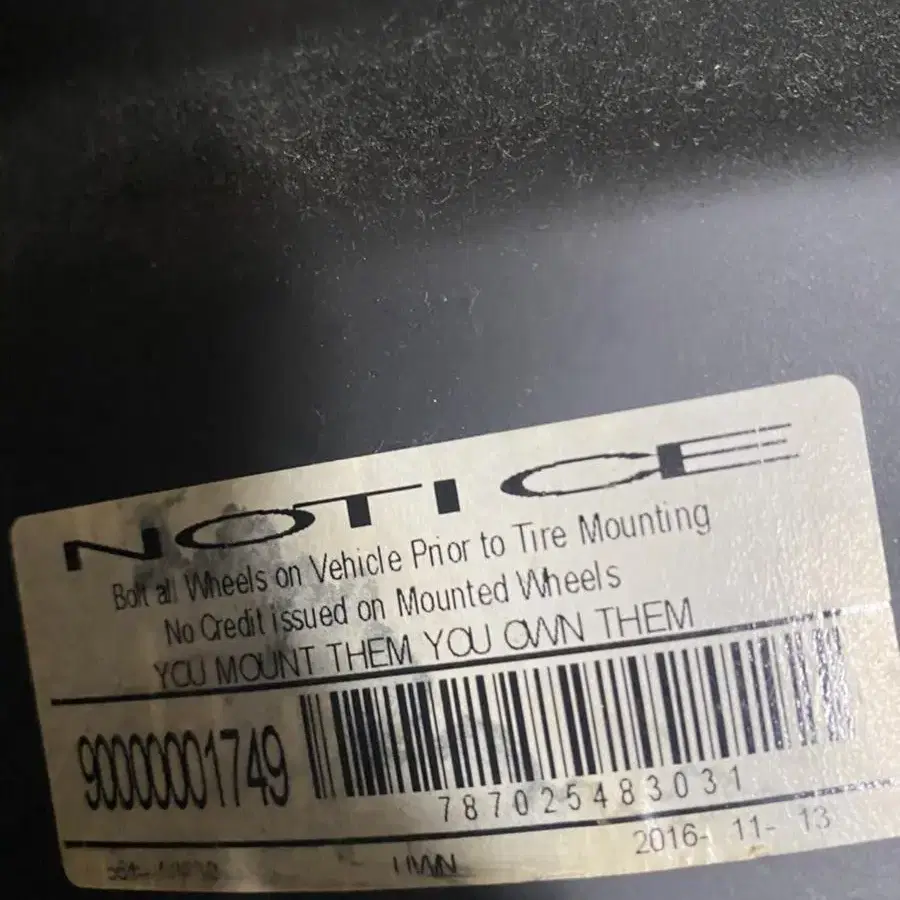 NOTICE
Bolt all Wheels on Vehicle Prior to Tire Mounting
No Credit issued on Mounted Wheels
YOU MOUNT THEM YOU OWN THEM
90000001749
787025483031
2016- 11- 13